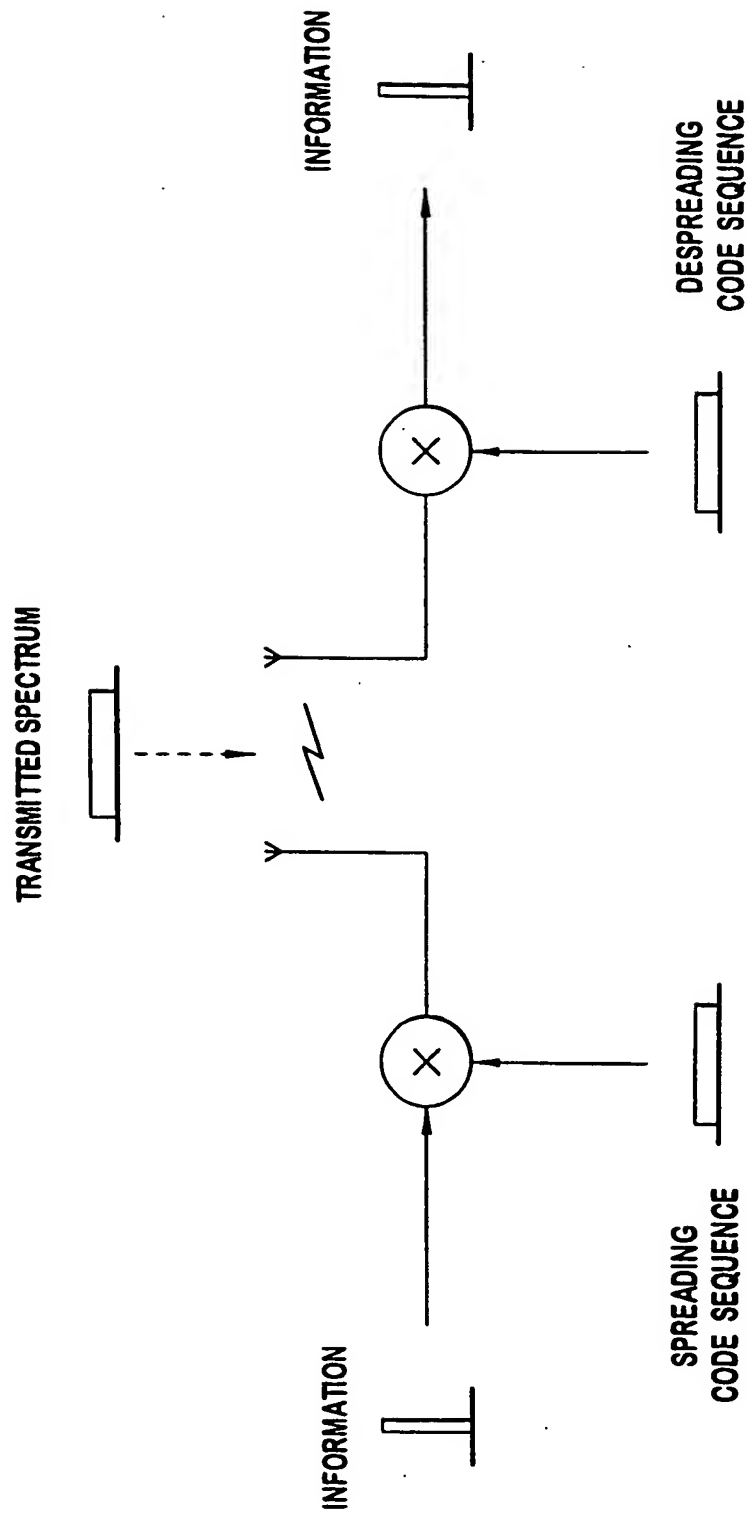 TRANSMITTED SPECTRUM
INFORMATION
INFORMATION
SPREADING
CODE SEQUENCE
DESPREADING
CODE SEQUENCE